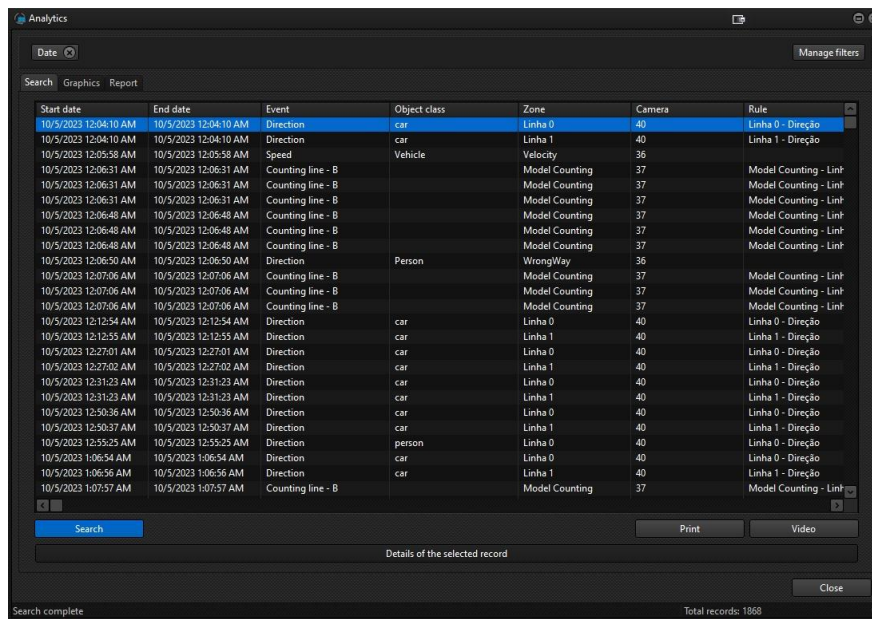 Analytics
Date
Manage filters
Search Graphics Report
Start date End date Event Object class Zone Camera Rule
10/5/2023 12:04:10 AM 10/5/2023 12:04:10 AM Direction car Linha 0 40 Linha 0 - Direção
10/5/2023 12:04:10 AM 10/5/2023 12:04:10 AM Direction car Linha 1 40 Linha 1 - Direção
10/5/2023 12:05:58 AM 10/5/2023 12:05:58 AM Speed Vehicle Velocity 36
10/5/2023 12:06:31 AM 10/5/2023 12:06:31 AM Counting line - B Model Counting 37 Model Counting - Linh
10/5/2023 12:06:31 AM 10/5/2023 12:06:31 AM Counting line - B Model Counting 37 Model Counting - Linh
10/5/2023 12:06:31 AM 10/5/2023 12:06:31 AM Counting line - B Model Counting 37 Model Counting - Linh
10/5/2023 12:06:48 AM 10/5/2023 12:06:48 AM Counting line - B Model Counting 37 Model Counting - Linh
10/5/2023 12:06:48 AM 10/5/2023 12:06:48 AM Counting line - B Model Counting 37 Model Counting - Linh
10/5/2023 12:06:48 AM 10/5/2023 12:06:48 AM Counting line - B Model Counting 37 Model Counting - Linh
10/5/2023 12:06:50 AM 10/5/2023 12:06:50 AM Direction Person WrongWay 36
10/5/2023 12:07:06 AM 10/5/2023 12:07:06 AM Counting line - B Model Counting 37 Model Counting - Linh
10/5/2023 12:07:06 AM 10/5/2023 12:07:06 AM Counting line - B Model Counting 37 Model Counting - Linh
10/5/2023 12:07:06 AM 10/5/2023 12:07:06 AM Counting line - B Model Counting 37 Model Counting - Linh
10/5/2023 12:12:54 AM 10/5/2023 12:12:54 AM Direction car Linha 0 40 Linha 0 - Direção
10/5/2023 12:12:55 AM 10/5/2023 12:12:55 AM Direction car Linha 1 40 Linha 1 - Direção
10/5/2023 12:27:01 AM 10/5/2023 12:27:01 AM Direction car Linha 0 40 Linha 0 - Direção
10/5/2023 12:27:02 AM 10/5/2023 12:27:02 AM Direction car Linha 1 40 Linha 1 - Direção
10/5/2023 12:31:23 AM 10/5/2023 12:31:23 AM Direction car Linha 0 40 Linha 0 - Direção
10/5/2023 12:31:23 AM 10/5/2023 12:31:23 AM Direction car Linha 1 40 Linha 1 - Direção
10/5/2023 12:50:36 AM 10/5/2023 12:50:36 AM Direction car Linha 0 40 Linha 0 - Direção
10/5/2023 12:50:37 AM 10/5/2023 12:50:37 AM Direction car Linha 1 40 Linha 1 - Direção
10/5/2023 12:55:25 AM 10/5/2023 12:55:25 AM Direction person Linha 0 40 Linha 0 - Direção
10/5/2023 1:06:54 AM 10/5/2023 1:06:54 AM Direction car Linha 0 40 Linha 0 - Direção
10/5/2023 1:06:56 AM 10/5/2023 1:06:56 AM Direction car Linha 1 40 Linha 1 - Direção
10/5/2023 1:07:57 AM 10/5/2023 1:07:57 AM Counting line - B Model Counting 37 Model Counting - Linh
Search Print Video
Details of the selected record
Close
Search complete Total records: 1868